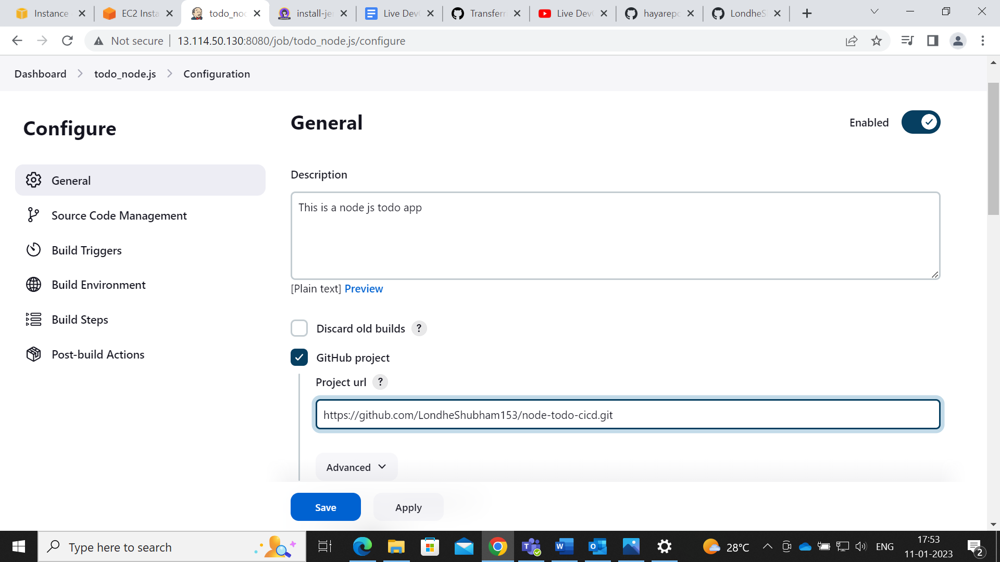 Instance
EC2 Insta
todo_noc
install-je
Live Dev
Transferr
Live Dev
hayarepo
LondheS
Not secure
13.114.50.130:8080/job/todo_node.js/configure
Dashboard
todo_node.js
Configuration
Configure
General
Source Code Management
Build Triggers
Build Environment
Build Steps
Post-build Actions
General
Enabled
Description
This is a node js todo app
[Plain text] Preview
Discard old builds ?
GitHub project
Project url ?
https://github.com/LondheShubham153/node-todo-cicd.git
Advanced
Save
Apply
Type here to search
28°C
ENG
17:53
11-01-2023
2